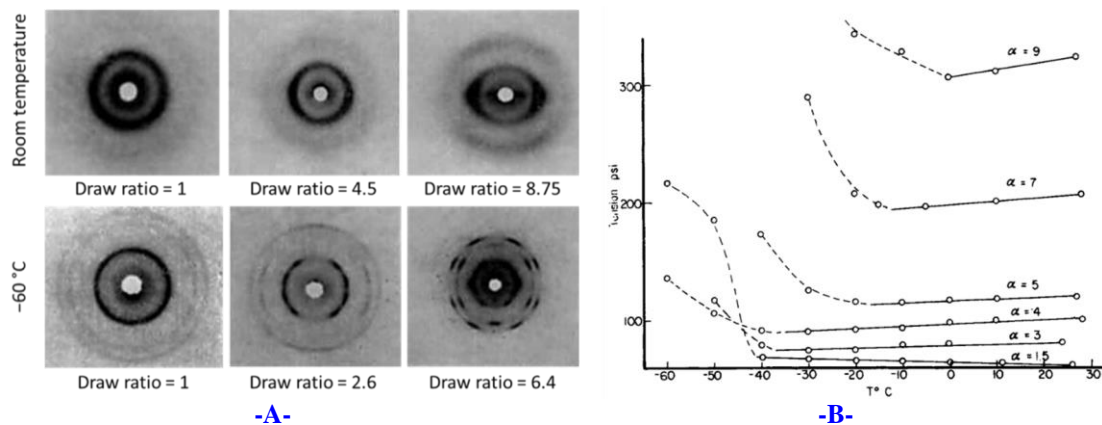 Room temperature
Draw ratio = 1
Draw ratio = 4.5
Draw ratio = 8.75
−60 °C
Draw ratio = 1
Draw ratio = 2.6
Draw ratio = 6.4
-A-
Tension psi
300
200
100
α = 9
α = 7
α = 5
α = 4
α = 3
α = 1.5
-60
-50
-40
-30
-20
-10
0
10
20
30
T° C
-B-